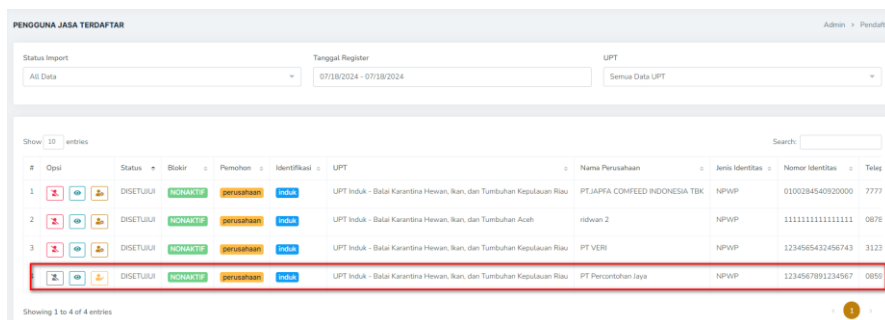 PENGGUNA JASA TERDAFTAR Admin > Pendaft
Status Import Tanggal Register UPT
All Data 07/18/2024 - 07/18/2024 Semua Data UPT
Show 10 entries Search:
# Opsi Status Blokir Pemohon Identifikasi UPT Nama Perusahaan Jenis Identitas Nomor Identitas Telep
1 DISETUJUI NONAKTIF perusahaan induk UPT Induk - Balai Karantina Hewan, Ikan, dan Tumbuhan Kepulauan Riau PT.JAPFA COMFEED INDONESIA TBK NPWP 0100284540920000 7777
2 DISETUJUI NONAKTIF perusahaan induk UPT Induk - Balai Karantina Hewan, Ikan, dan Tumbuhan Aceh ridwan 2 NPWP 1111111111111111 0878
3 DISETUJUI NONAKTIF perusahaan induk UPT Induk - Balai Karantina Hewan, Ikan, dan Tumbuhan Kepulauan Riau PT VERI NPWP 1234565432456743 3123
DISETUJUI NONAKTIF perusahaan induk UPT Induk - Balai Karantina Hewan, Ikan, dan Tumbuhan Kepulauan Riau PT Percontohan Jaya NPWP 1234567891234567 0859
Showing 1 to 4 of 4 entries 1